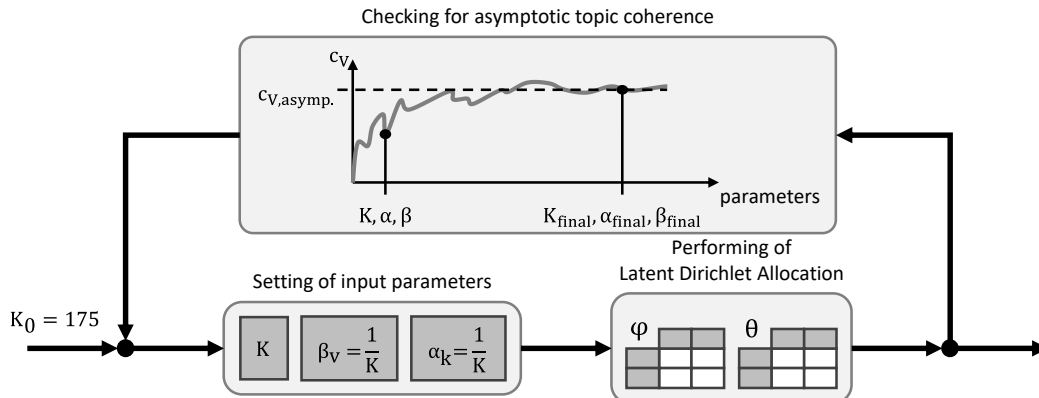 Checking for asymptotic topic coherence
c_V
c_V,asymp.
parameters
K, α, β
K_final, α_final, β_final
Performing of
Latent Dirichlet Allocation
Setting of input parameters
K_0 = 175
K
β_v = 1/K
α_k = 1/K
φ
θ